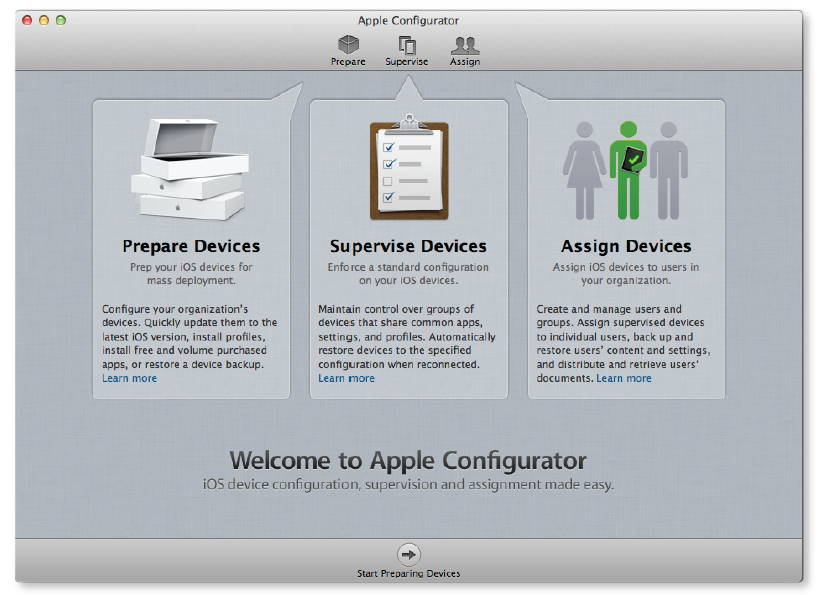 Apple Configurator
Prepare
Supervise
Assign
Prepare Devices
Prep your iOS devices for
mass deployment.
Configure your organization's
devices. Quickly update them to the
latest iOS version, install profiles,
install free and volume purchased
apps, or restore a device backup.
Learn more
Supervise Devices
Enforce a standard configuration
on your iOS devices.
Maintain control over groups of
devices that share common apps,
settings, and profiles. Automatically
restore devices to the specified
configuration when reconnected.
Learn more
Assign Devices
Assign iOS devices to users in
your organization.
Create and manage users and
groups. Assign supervised devices
to individual users, back up and
restore users' content and settings,
and distribute and retrieve users'
documents. Learn more
Welcome to Apple Configurator
iOS device configuration, supervision and assignment made easy.
Start Preparing Devices